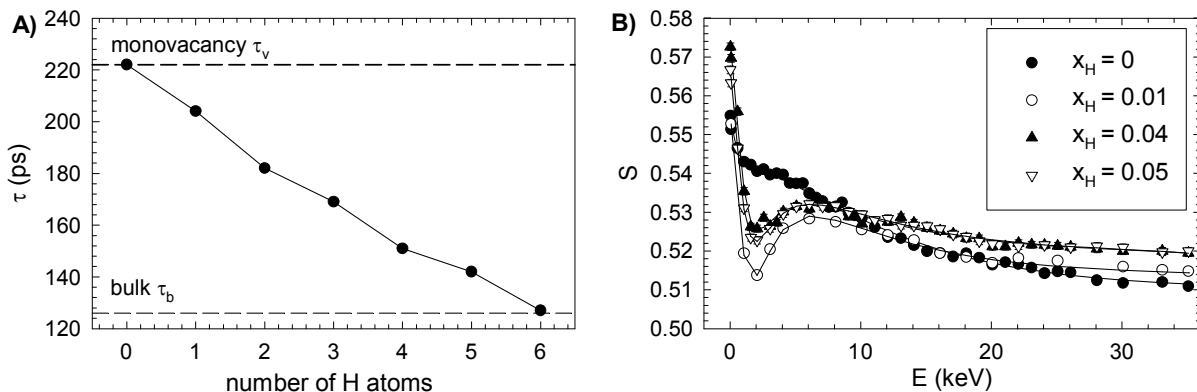 A)
monovacancy τv
bulk τb
τ (ps)
240
220
200
180
160
140
120
0 1 2 3 4 5 6
number of H atoms
B)
S
0.58
0.57
0.56
0.55
0.54
0.53
0.52
0.51
0.50
xH = 0
xH = 0.01
xH = 0.04
xH = 0.05
0 10 20 30
E (keV)